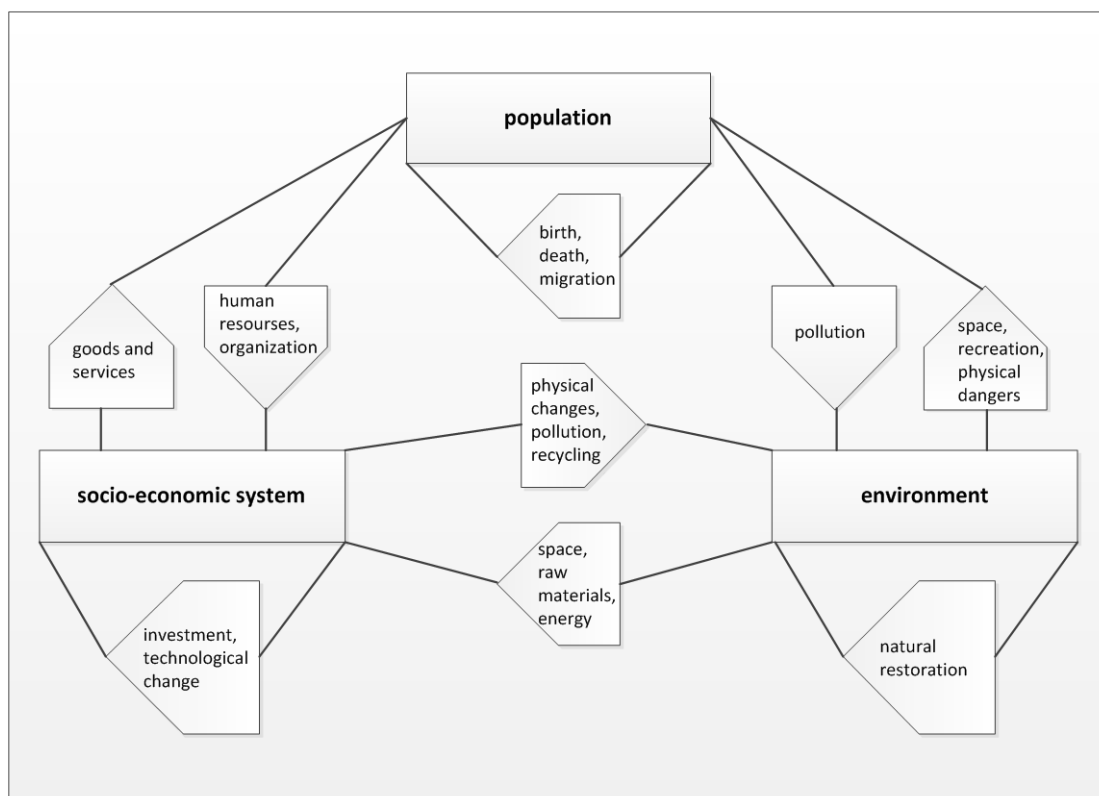 population
birth,
death,
migration
goods and
services
human
resourses,
organization
pollution
space,
recreation,
physical
dangers
physical
changes,
pollution,
recycling
socio-economic system
environment
space,
raw
materials,
energy
investment,
technological
change
natural
restoration